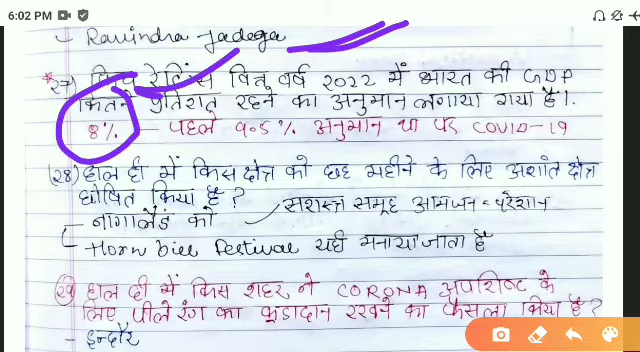 6:02 PM
- Ravindra Jadega
*27) फिच रेटिंग्स वित्त वर्ष 2022 में भारत की GDP
कितने प्रतिशत रहने का अनुमान लगाया गया है।
8% - पहले 9.5% अनुमान था पर COVID-19
(28) हाल ही में किस क्षेत्र को छह महीने के लिए अशांत क्षेत्र
घोषित किया है?
- नागालैंड को सशस्त्र समूह आमजन परेशान
- Horn bill Festival यहाँ मनाया जाता है
(29) हाल ही में किस शहर ने CORONA अपशिष्ट के
लिए पीले रंग का कूडादान रखने का फैसला किया है?
- इन्दौर